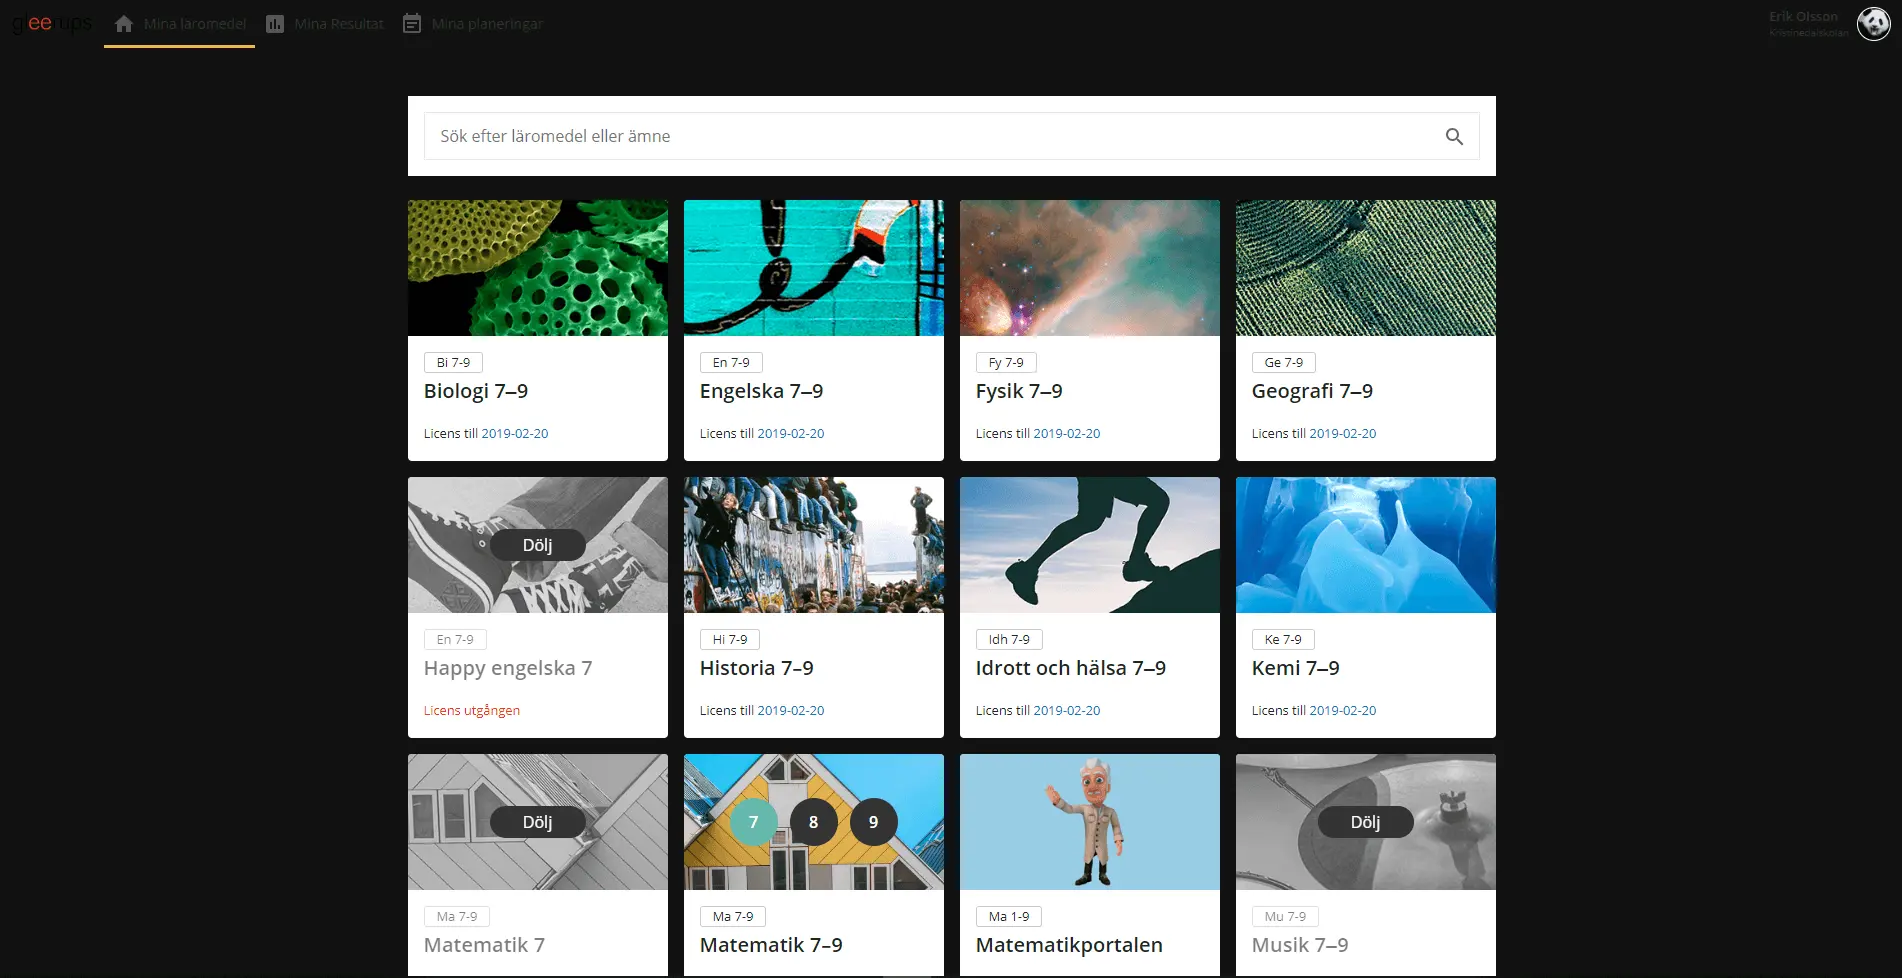 gleerups
Mina läromedel
Mina Resultat
Mina planeringar
Erik Olsson
Kristinedalskolan
Sök efter läromedel eller ämne
Bi 7-9
Biologi 7–9
Licens till 2019-02-20
En 7-9
Engelska 7–9
Licens till 2019-02-20
Fy 7-9
Fysik 7–9
Licens till 2019-02-20
Ge 7-9
Geografi 7–9
Licens till 2019-02-20
Dölj
En 7-9
Happy engelska 7
Licens utgången
Hi 7-9
Historia 7–9
Licens till 2019-02-20
Idh 7-9
Idrott och hälsa 7–9
Licens till 2019-02-20
Ke 7-9
Kemi 7–9
Licens till 2019-02-20
Dölj
Ma 7-9
Matematik 7
7 8 9
Ma 7-9
Matematik 7–9
Ma 1-9
Matematikportalen
Dölj
Mu 7-9
Musik 7–9